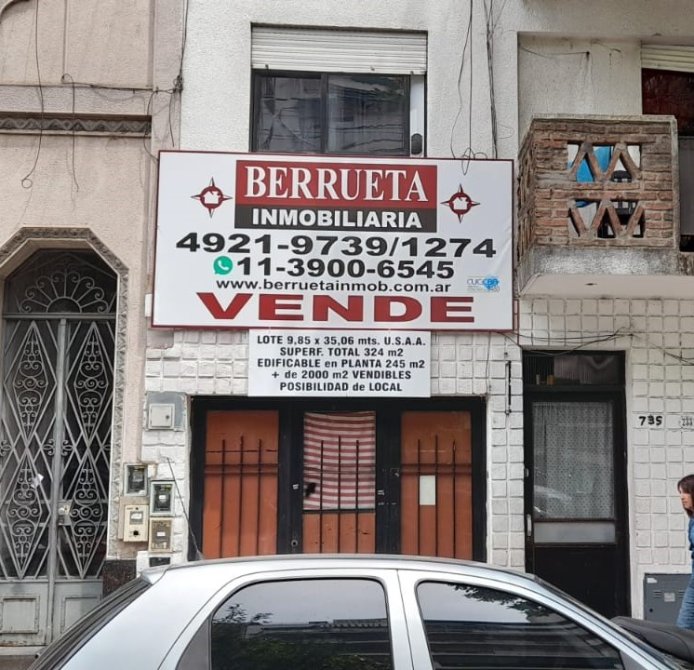 BERRUETA
INMOBILIARIA
4921-9739/1274
11-3900-6545
www.berruetainmob.com.ar
VENDE
LOTE 9,85 x 35,06 mts. U.S.A.A.
SUPERF. TOTAL 324 m2
EDIFICABLE en PLANTA 245 m2
+ de 2000 m2 VENDIBLES
POSIBILIDAD de LOCAL
735